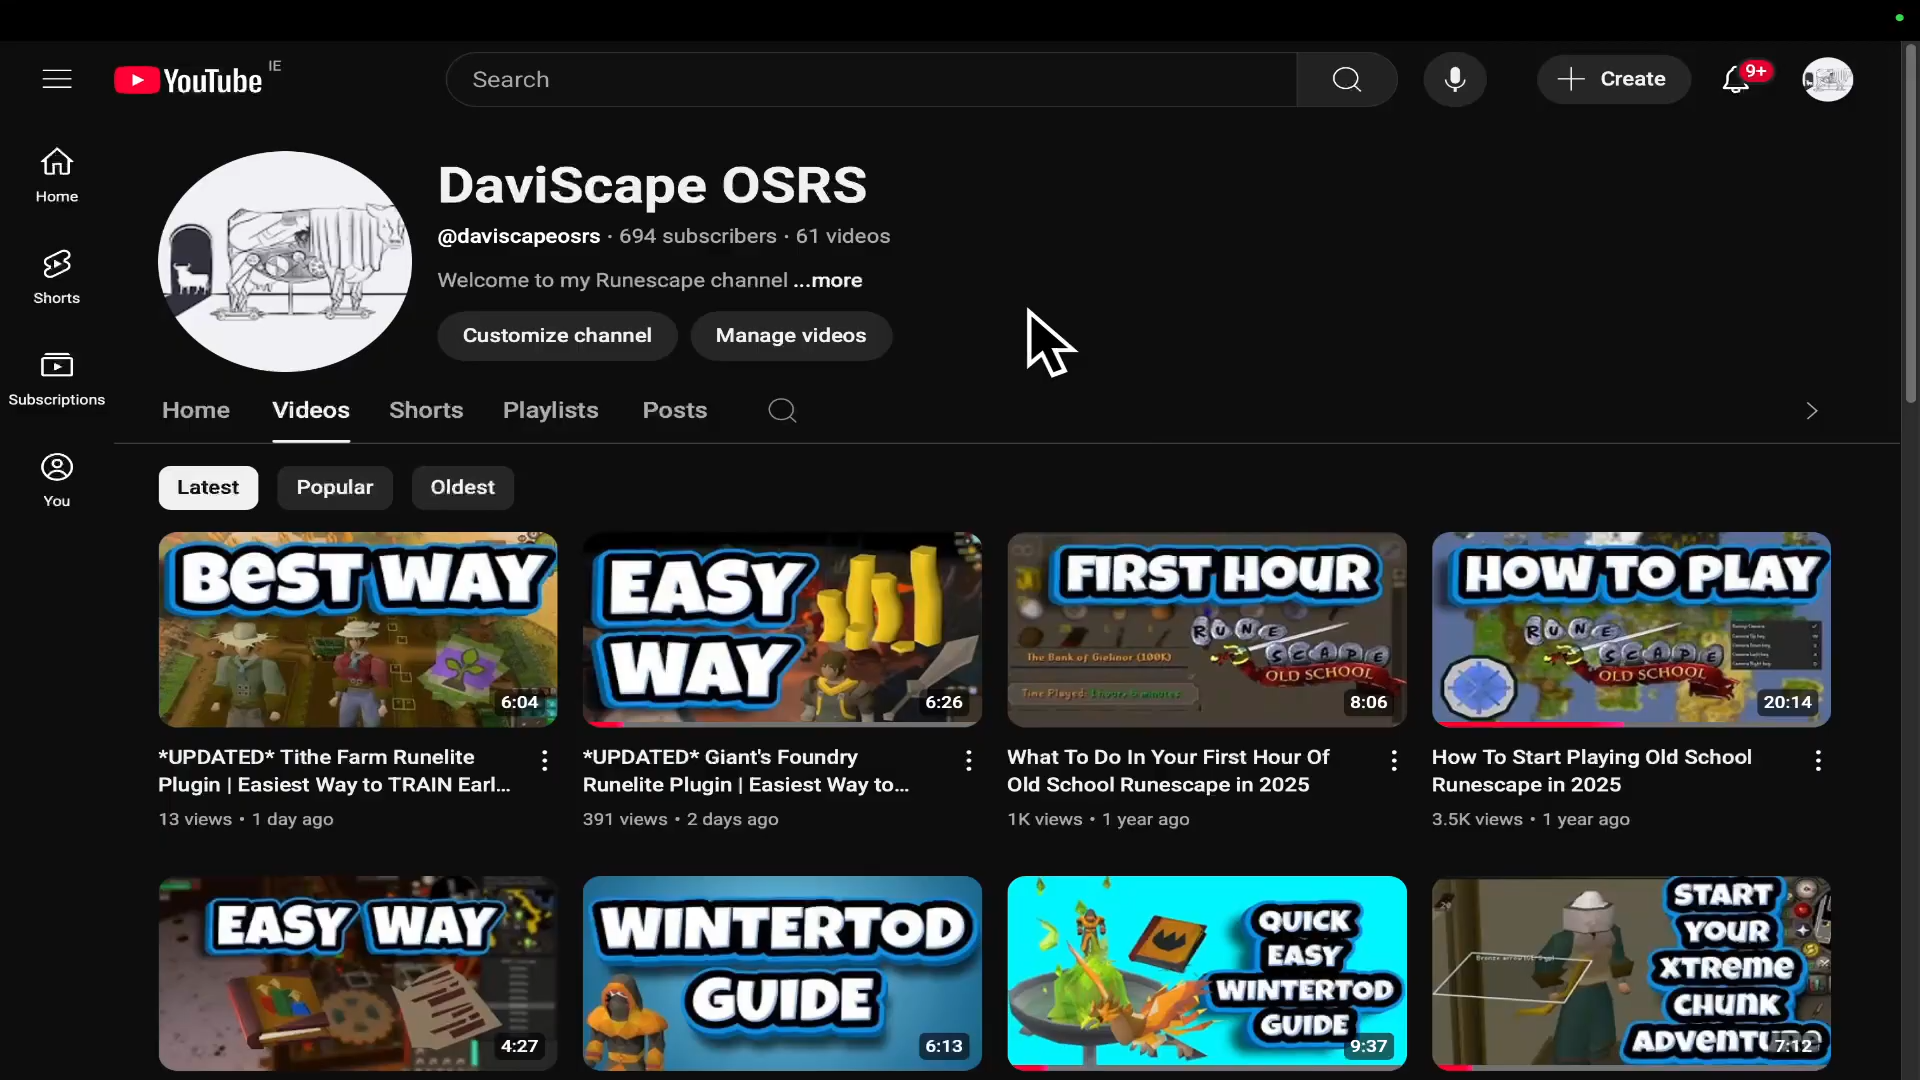 YouTube IE
Search
Create
9+
Home
Shorts
Subscriptions
You
DaviScape OSRS
@daviscapeosrs · 694 subscribers · 61 videos
Welcome to my Runescape channel ...more
Customize channel
Manage videos
Home
Videos
Shorts
Playlists
Posts
Latest
Popular
Oldest
BEST WAY
6:04
EASY
WAY
6:26
FIRST HOUR
RUNE
SCAPE
OLD SCHOOL
The Bank of Gielinor (100K)
Time Played: 1 hours, 6 minutes
8:06
HOW TO PLAY
RUNE
SCAPE
OLD SCHOOL
20:14
*UPDATED* Tithe Farm Runelite
Plugin | Easiest Way to TRAIN Earl...
13 views • 1 day ago
*UPDATED* Giant's Foundry
Runelite Plugin | Easiest Way to...
391 views • 2 days ago
What To Do In Your First Hour Of
Old School Runescape in 2025
1K views • 1 year ago
How To Start Playing Old School
Runescape in 2025
3.5K views • 1 year ago
EASY WAY
4:27
WINTERTOD
GUIDE
6:13
QUICK
EASY
WINTERTOD
GUIDE
9:37
START
YOUR
XTREME
CHUNK
ADVENTURE
7:12